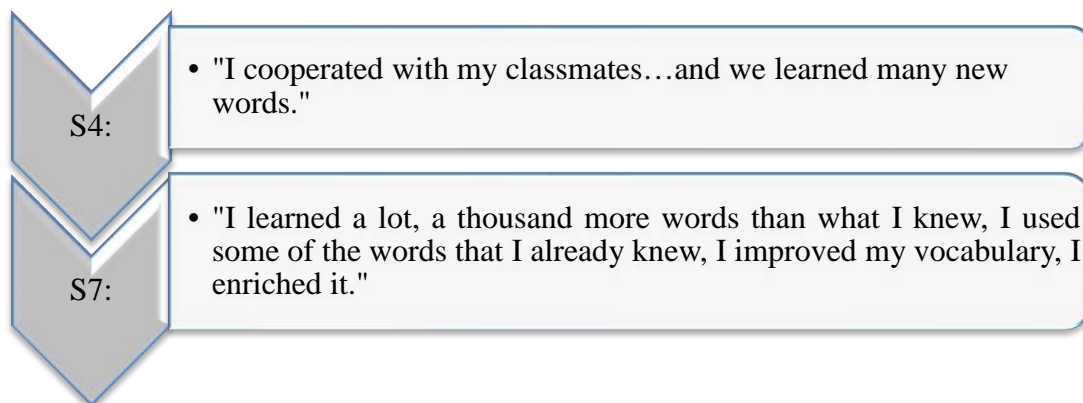 S4:
• "I cooperated with my classmates…and we learned many new
words."
S7:
• "I learned a lot, a thousand more words than what I knew, I used
some of the words that I already knew, I improved my vocabulary, I
enriched it."